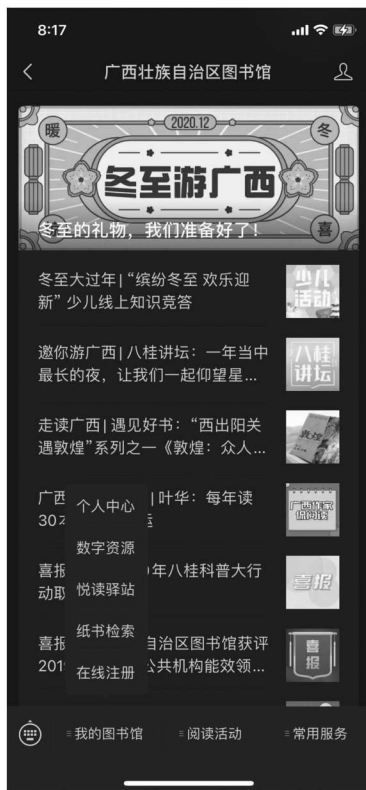 8:17
广西壮族自治区图书馆
2020.12
暖
冬
冬至游广西
喜
冬至的礼物，我们准备好了！
冬至大过年 | “缤纷冬至 欢乐迎
新” 少儿线上知识竞答
少儿
活动
邀你游广西 | 八桂讲坛：一年当中
最长的夜，让我们一起仰望星...
八桂
讲坛
走读广西 | 遇见好书：“西出阳关
遇敦煌”系列之一《敦煌：众人...
敦煌
广西
| 叶华：每年读
30
广西作家
侃阅读
喜报
年八桂科普大行
动取
喜报
喜报
自治区图书馆获评
201
公共机构能效领...
喜
报
个人中心
数字资源
悦读驿站
纸书检索
在线注册
我的图书馆
阅读活动
常用服务